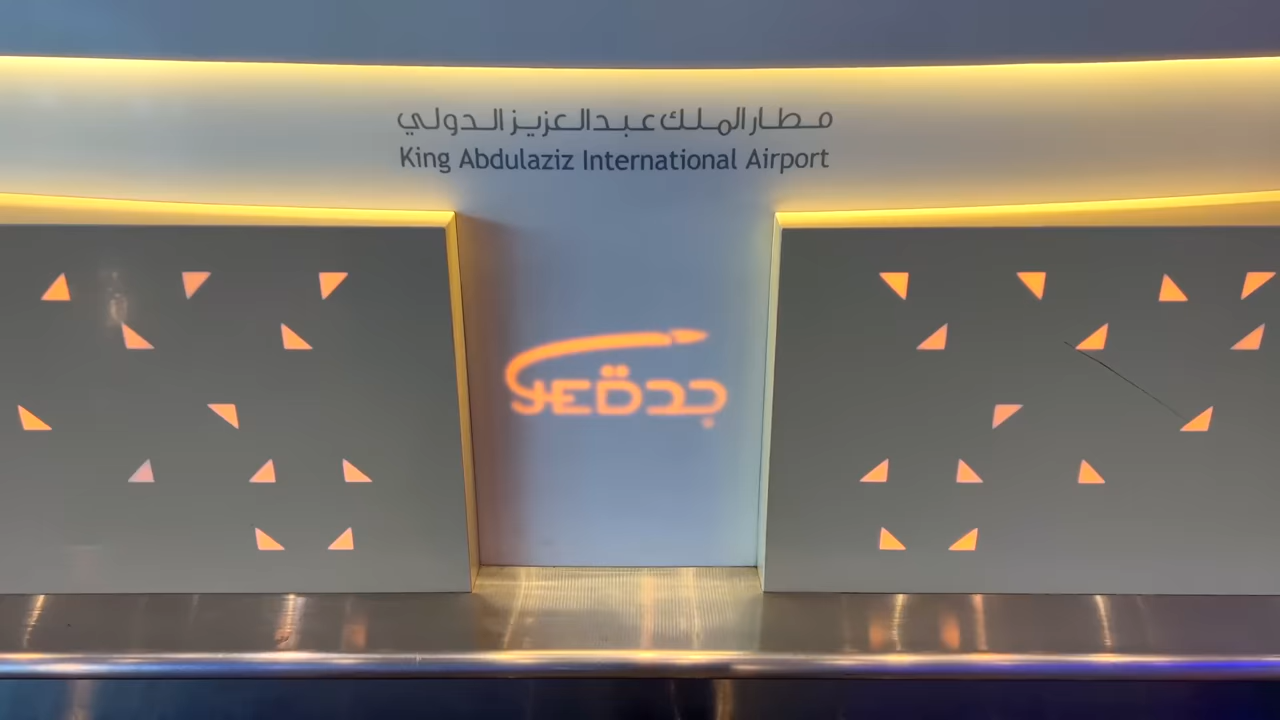 مطار الملك عبدالعزيز الدولي
King Abdulaziz International Airport
JED جدة